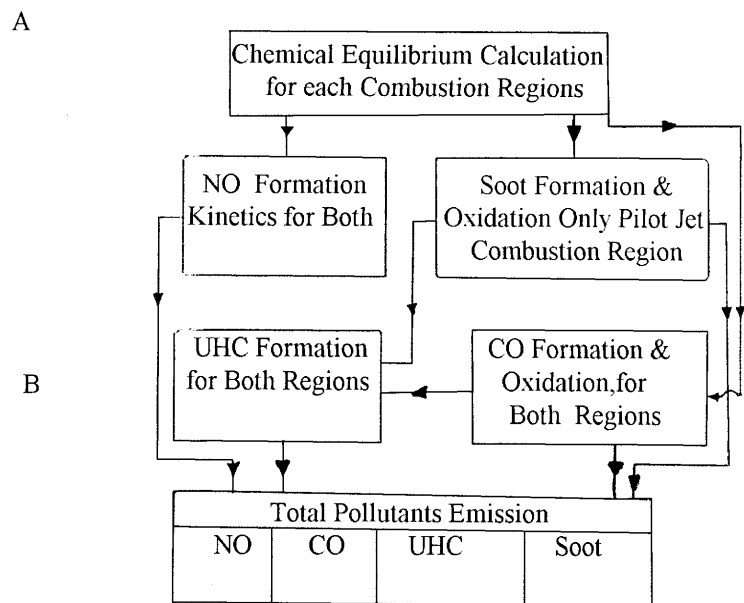 A
Chemical Equilibrium Calculation
for each Combustion Regions
NO Formation
Kinetics for Both
Soot Formation &
Oxidation Only Pilot Jet
Combustion Region
B
UHC Formation
for Both Regions
CO Formation &
Oxidation,for
Both Regions
Total Pollutants Emission
NO
CO
UHC
Soot